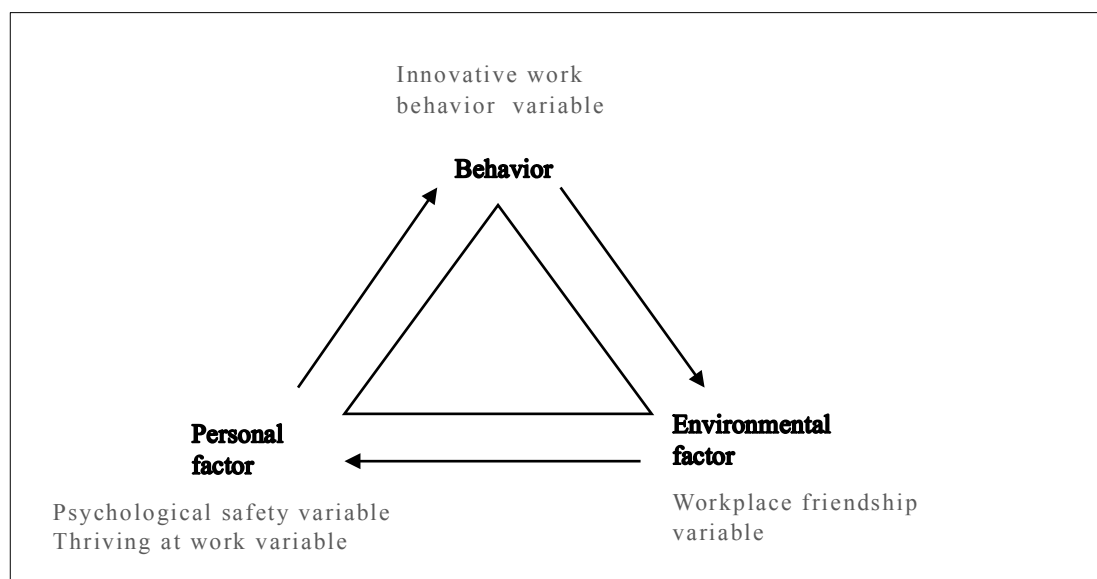 Innovative work
behavior variable
Behavior
Personal
factor
Environmental
factor
Psychological safety variable
Thriving at work variable
Workplace friendship
variable